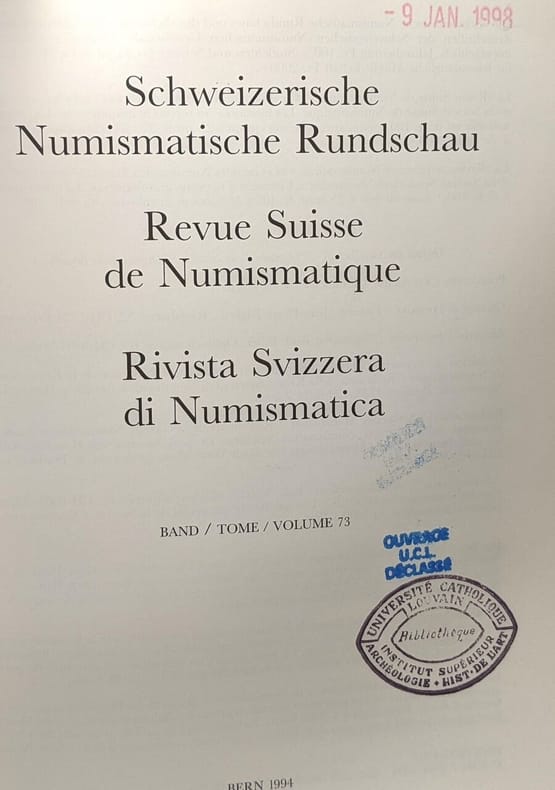 - 9 JAN. 1998
Schweizerische
Numismatische Rundschau
Revue Suisse
de Numismatique
Rivista Svizzera
di Numismatica
BAND / TOME / VOLUME 73
OUVRAGE
U.C.L.
DÉCLASSÉ
UNIVERSITÉ CATHOLIQUE
LOUVAIN
Bibliothèque
INSTITUT SUPÉRIEUR
ARCHÉOLOGIE • HIST. DE L'ART
BERN 1994